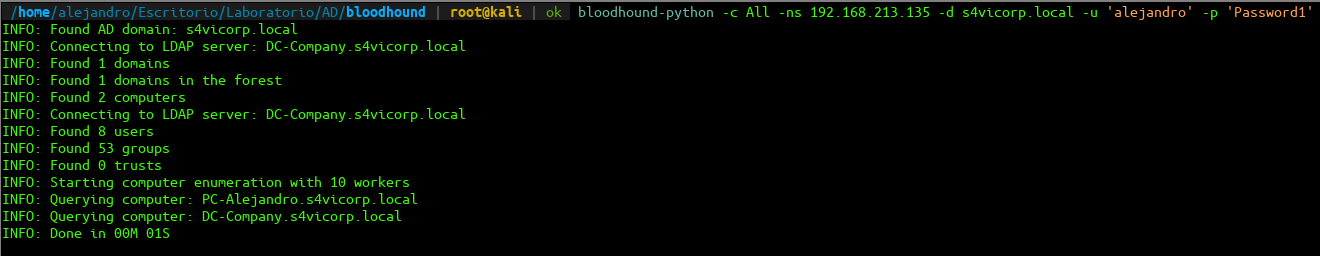 /home/alejandro/Escritorio/Laboratorio/AD/bloodhound | root@kali | ok bloodhound-python -c All -ns 192.168.213.135 -d s4vicorp.local -u 'alejandro' -p 'Password1'
INFO: Found AD domain: s4vicorp.local
INFO: Connecting to LDAP server: DC-Company.s4vicorp.local
INFO: Found 1 domains
INFO: Found 1 domains in the forest
INFO: Found 2 computers
INFO: Connecting to LDAP server: DC-Company.s4vicorp.local
INFO: Found 8 users
INFO: Found 53 groups
INFO: Found 0 trusts
INFO: Starting computer enumeration with 10 workers
INFO: Querying computer: PC-Alejandro.s4vicorp.local
INFO: Querying computer: DC-Company.s4vicorp.local
INFO: Done in 00M 01S